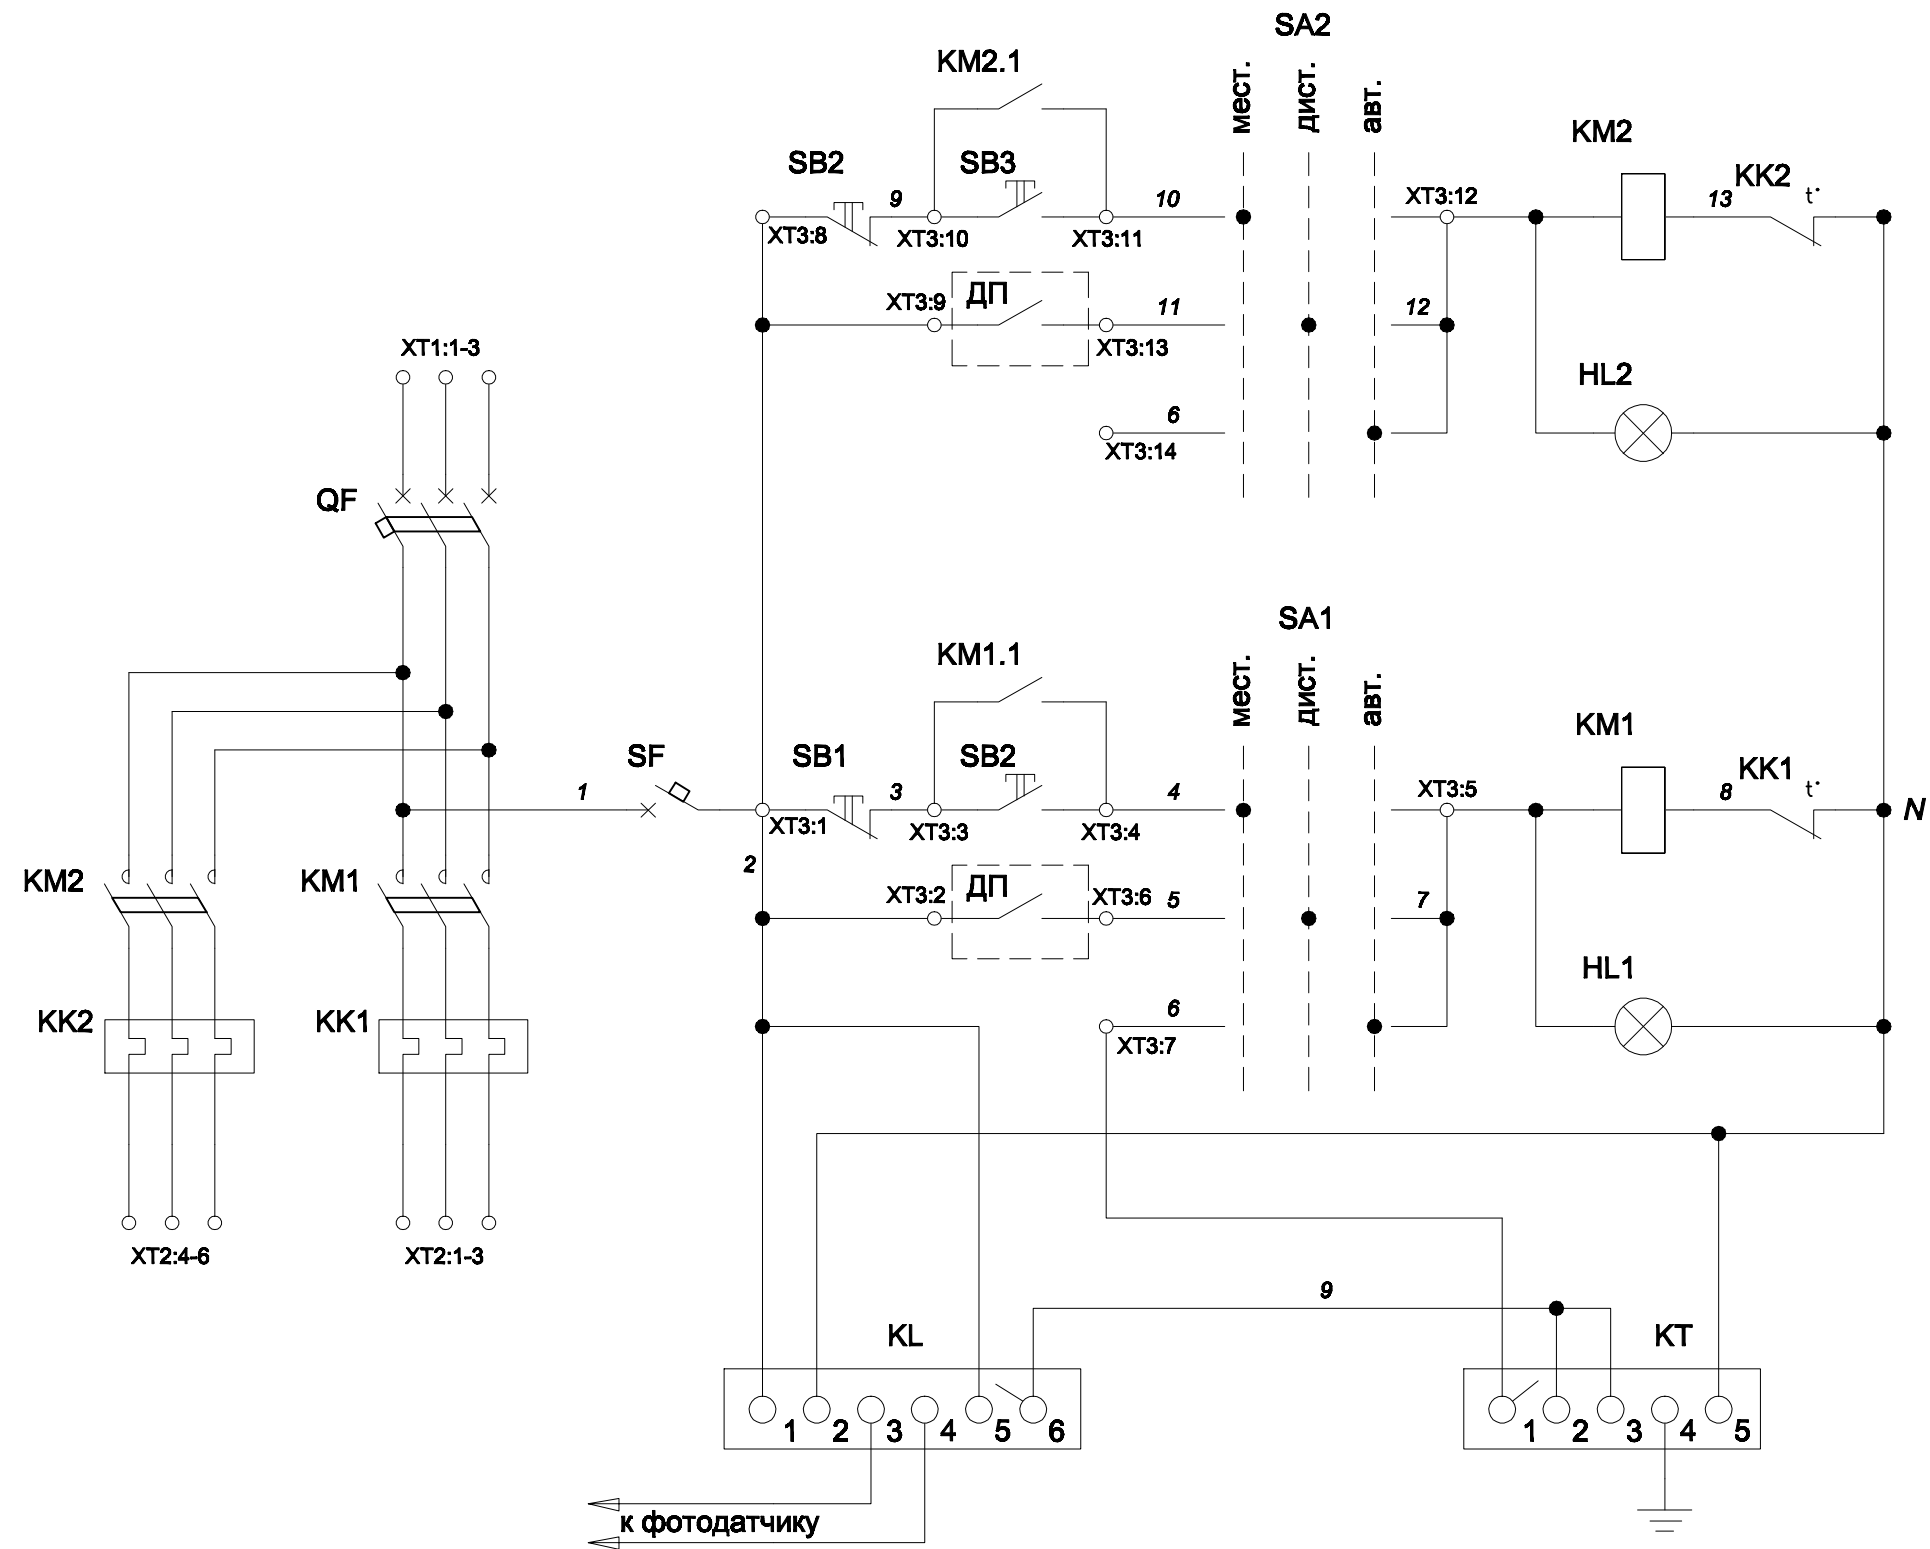 SA2
KM2.1
мест.
дист.
авт.
KM2
SB2
SB3
9
10
XT3:12
13
KK2
t°
XT3:8
XT3:10
XT3:11
XT3:9
ДП
11
12
XT3:13
XT1:1-3
HL2
6
XT3:14
QF
SA1
KM1.1
мест.
дист.
авт.
KM1
SF
SB1
SB2
1
3
4
XT3:5
8
KK1
t°
N
XT3:1
XT3:3
XT3:4
2
KM2
KM1
XT3:2
ДП
XT3:6
5
7
HL1
KK2
KK1
6
XT3:7
XT2:4-6
XT2:1-3
9
KL
KT
1 2 3 4 5 6
1 2 3 4 5
к фотодатчику